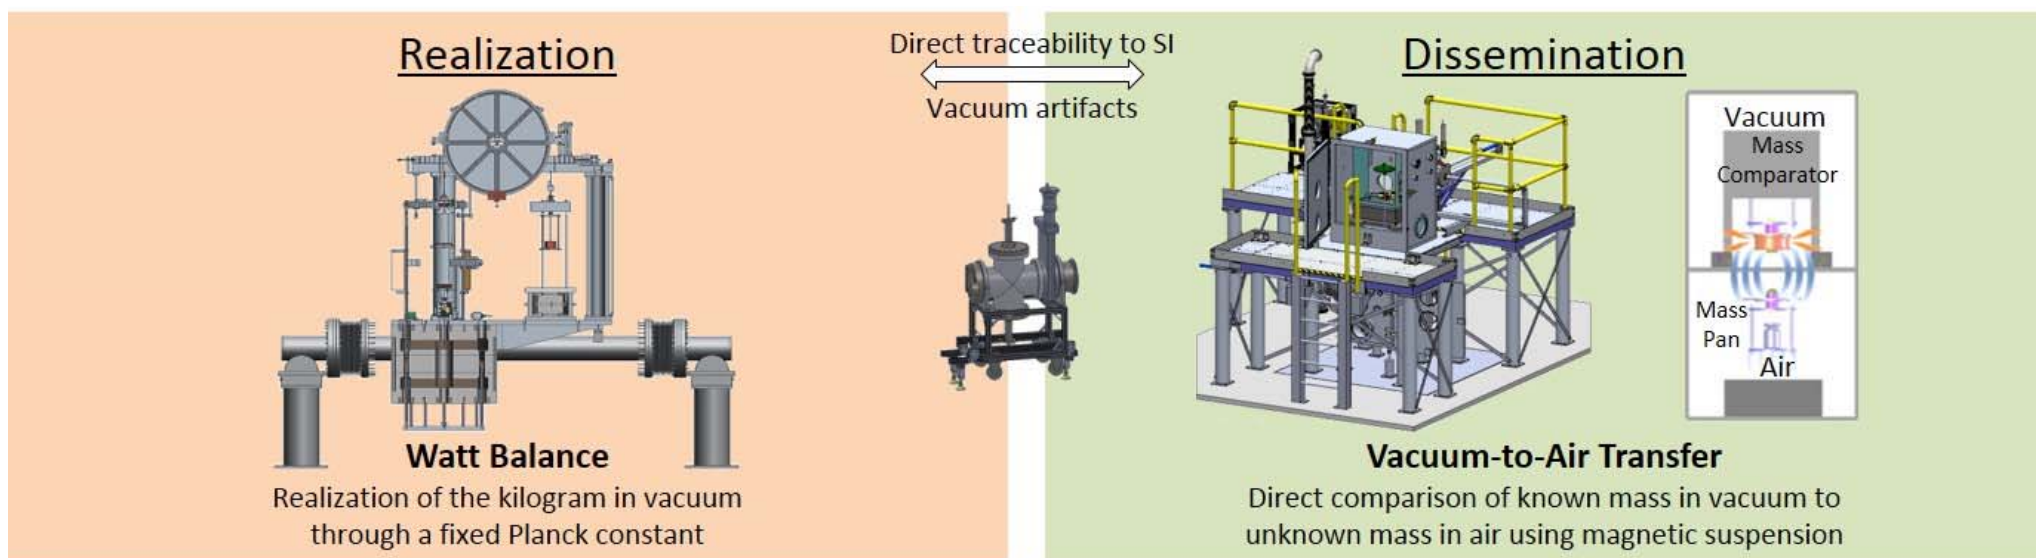 Realization
Direct traceability to SI
Vacuum artifacts
Dissemination
Vacuum
Mass
Comparator
Mass
Pan
Air
Watt Balance
Realization of the kilogram in vacuum
through a fixed Planck constant
Vacuum-to-Air Transfer
Direct comparison of known mass in vacuum to
unknown mass in air using magnetic suspension